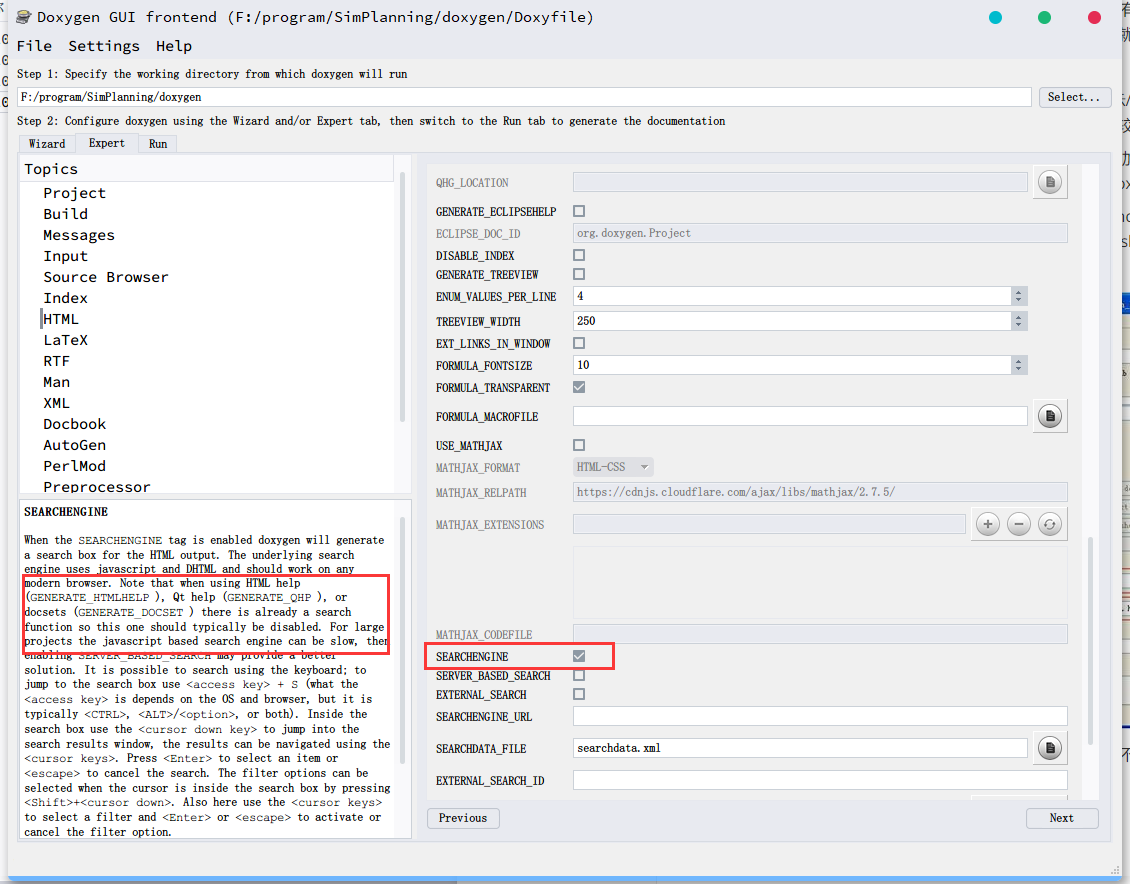 Doxygen GUI frontend (F:/program/SimPlanning/doxygen/Doxyfile)
File Settings Help
Step 1: Specify the working directory from which doxygen will run
F:/program/SimPlanning/doxygen
Select...
Step 2: Configure doxygen using the Wizard and/or Expert tab, then switch to the Run tab to generate the documentation
Wizard Expert Run
Topics
Project
Build
Messages
Input
Source Browser
Index
HTML
LaTeX
RTF
Man
XML
Docbook
AutoGen
PerlMod
Preprocessor
SEARCHENGINE
When the SEARCHENGINE tag is enabled doxygen will generate
a search box for the HTML output. The underlying search
engine uses javascript and DHTML and should work on any
modern browser. Note that when using HTML help
(GENERATE_HTMLHELP ), Qt help (GENERATE_QHP ), or
docsets (GENERATE_DOCSET ) there is already a search
function so this one should typically be disabled. For large
projects the javascript based search engine can be slow, then
enabling SERVER_BASED_SEARCH may provide a better
solution. It is possible to search using the keyboard; to
jump to the search box use <access key> + S (what the
<access key> is depends on the OS and browser, but it is
typically <CTRL>, <ALT>/<option>, or both). Inside the
search box use the <cursor down key> to jump into the
search results window, the results can be navigated using the
<cursor keys>. Press <Enter> to select an item or
<escape> to cancel the search. The filter options can be
selected when the cursor is inside the search box by pressing
<Shift>+<cursor down>. Also here use the <cursor keys>
to select a filter and <Enter> or <escape> to activate or
cancel the filter option.
QHG_LOCATION
GENERATE_ECLIPSEHELP
ECLIPSE_DOC_ID org.doxygen.Project
DISABLE_INDEX
GENERATE_TREEVIEW
ENUM_VALUES_PER_LINE 4
TREEVIEW_WIDTH 250
EXT_LINKS_IN_WINDOW
FORMULA_FONTSIZE 10
FORMULA_TRANSPARENT
FORMULA_MACROFILE
USE_MATHJAX
MATHJAX_FORMAT HTML-CSS
MATHJAX_RELPATH https://cdnjs.cloudflare.com/ajax/libs/mathjax/2.7.5/
MATHJAX_EXTENSIONS
MATHJAX_CODEFILE
SEARCHENGINE
SERVER_BASED_SEARCH
EXTERNAL_SEARCH
SEARCHENGINE_URL
SEARCHDATA_FILE searchdata.xml
EXTERNAL_SEARCH_ID
Previous Next